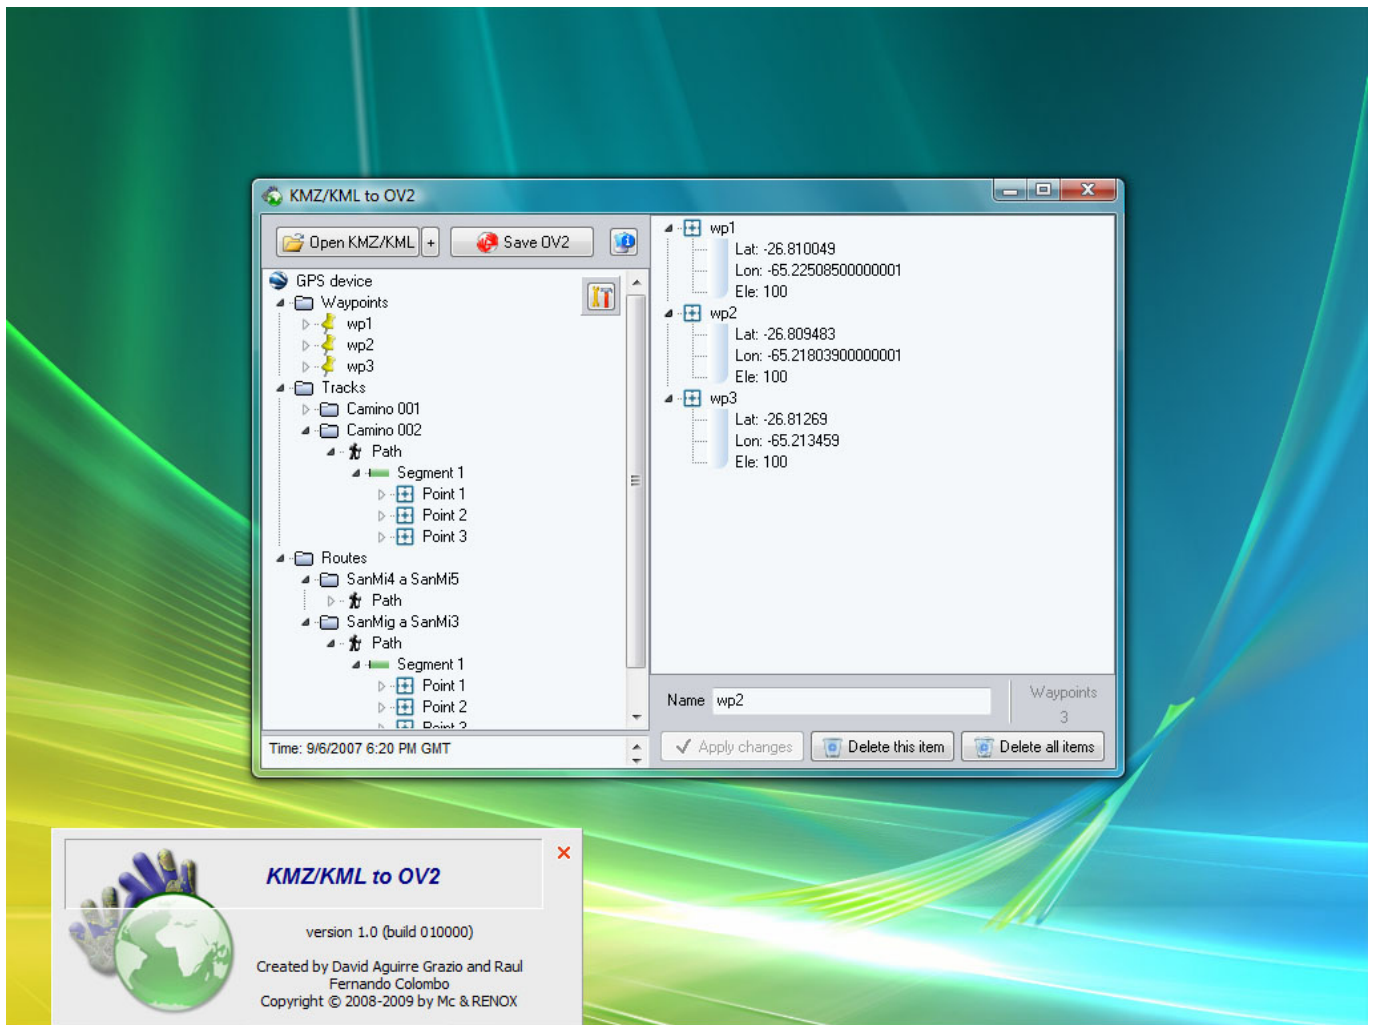 KMZ/KML to OV2
Open KMZ/KML
+
Save OV2
GPS device
Waypoints
wp1
wp2
wp3
Tracks
Camino 001
Camino 002
Path
Segment 1
Point 1
Point 2
Point 3
Routes
SanMi4 a SanMi5
Path
SanMig a SanMi3
Path
Segment 1
Point 1
Point 2
Point 3
Time: 9/6/2007 6:20 PM GMT
wp1
Lat: -26.810049
Lon: -65.22508500000001
Ele: 100
wp2
Lat: -26.809483
Lon: -65.21803900000001
Ele: 100
wp3
Lat: -26.81269
Lon: -65.213459
Ele: 100
Name wp2
Waypoints
3
Apply changes
Delete this item
Delete all items
KMZ/KML to OV2
version 1.0 (build 010000)
Created by David Aguirre Grazio and Raul
Fernando Colombo
Copyright © 2008-2009 by Mc & RENOX